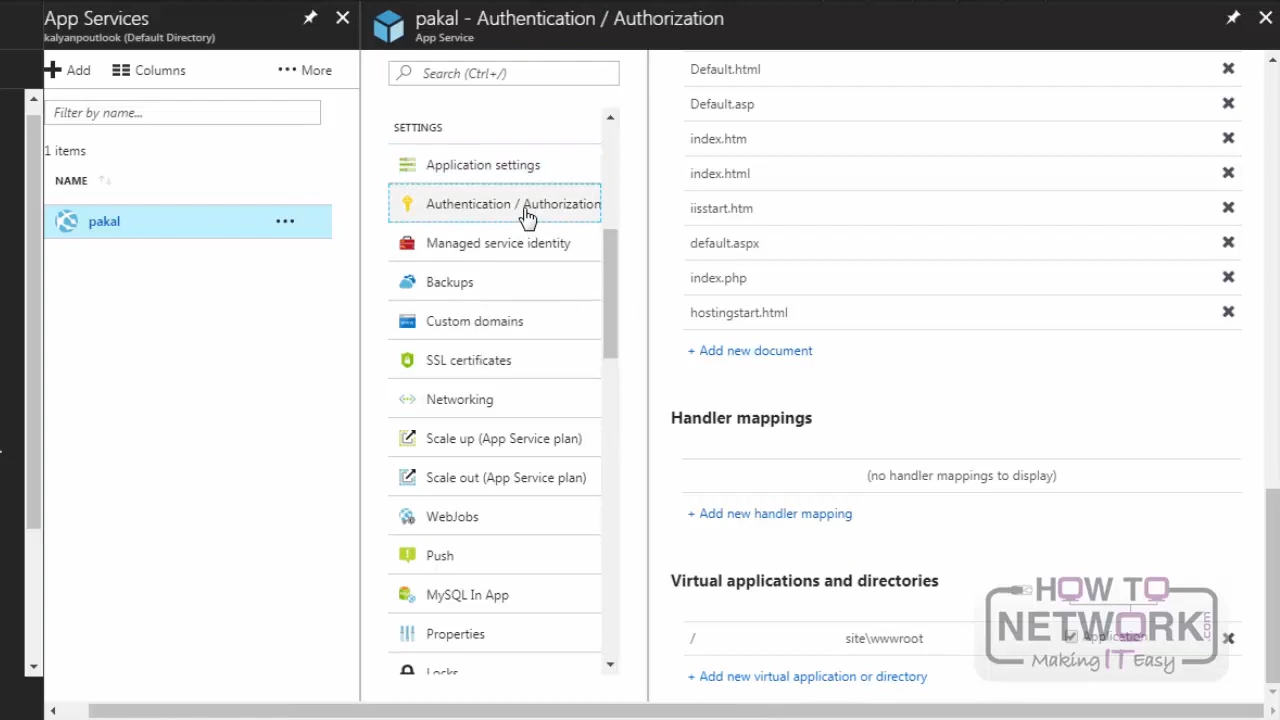 App Services
kalyanpoutlook (Default Directory)
Add
Columns
More
Filter by name...
1 items
NAME
pakal
pakal - Authentication / Authorization
App Service
Search (Ctrl+/)
SETTINGS
Application settings
Authentication / Authorization
Managed service identity
Backups
Custom domains
SSL certificates
Networking
Scale up (App Service plan)
Scale out (App Service plan)
WebJobs
Push
MySQL In App
Properties
Locks
Default.html
Default.asp
index.htm
index.html
iisstart.htm
default.aspx
index.php
hostingstart.html
+ Add new document
Handler mappings
(no handler mappings to display)
+ Add new handler mapping
Virtual applications and directories
/ site\wwwroot Application
+ Add new virtual application or directory
HOW TO
NETWORK.com
Making IT Easy